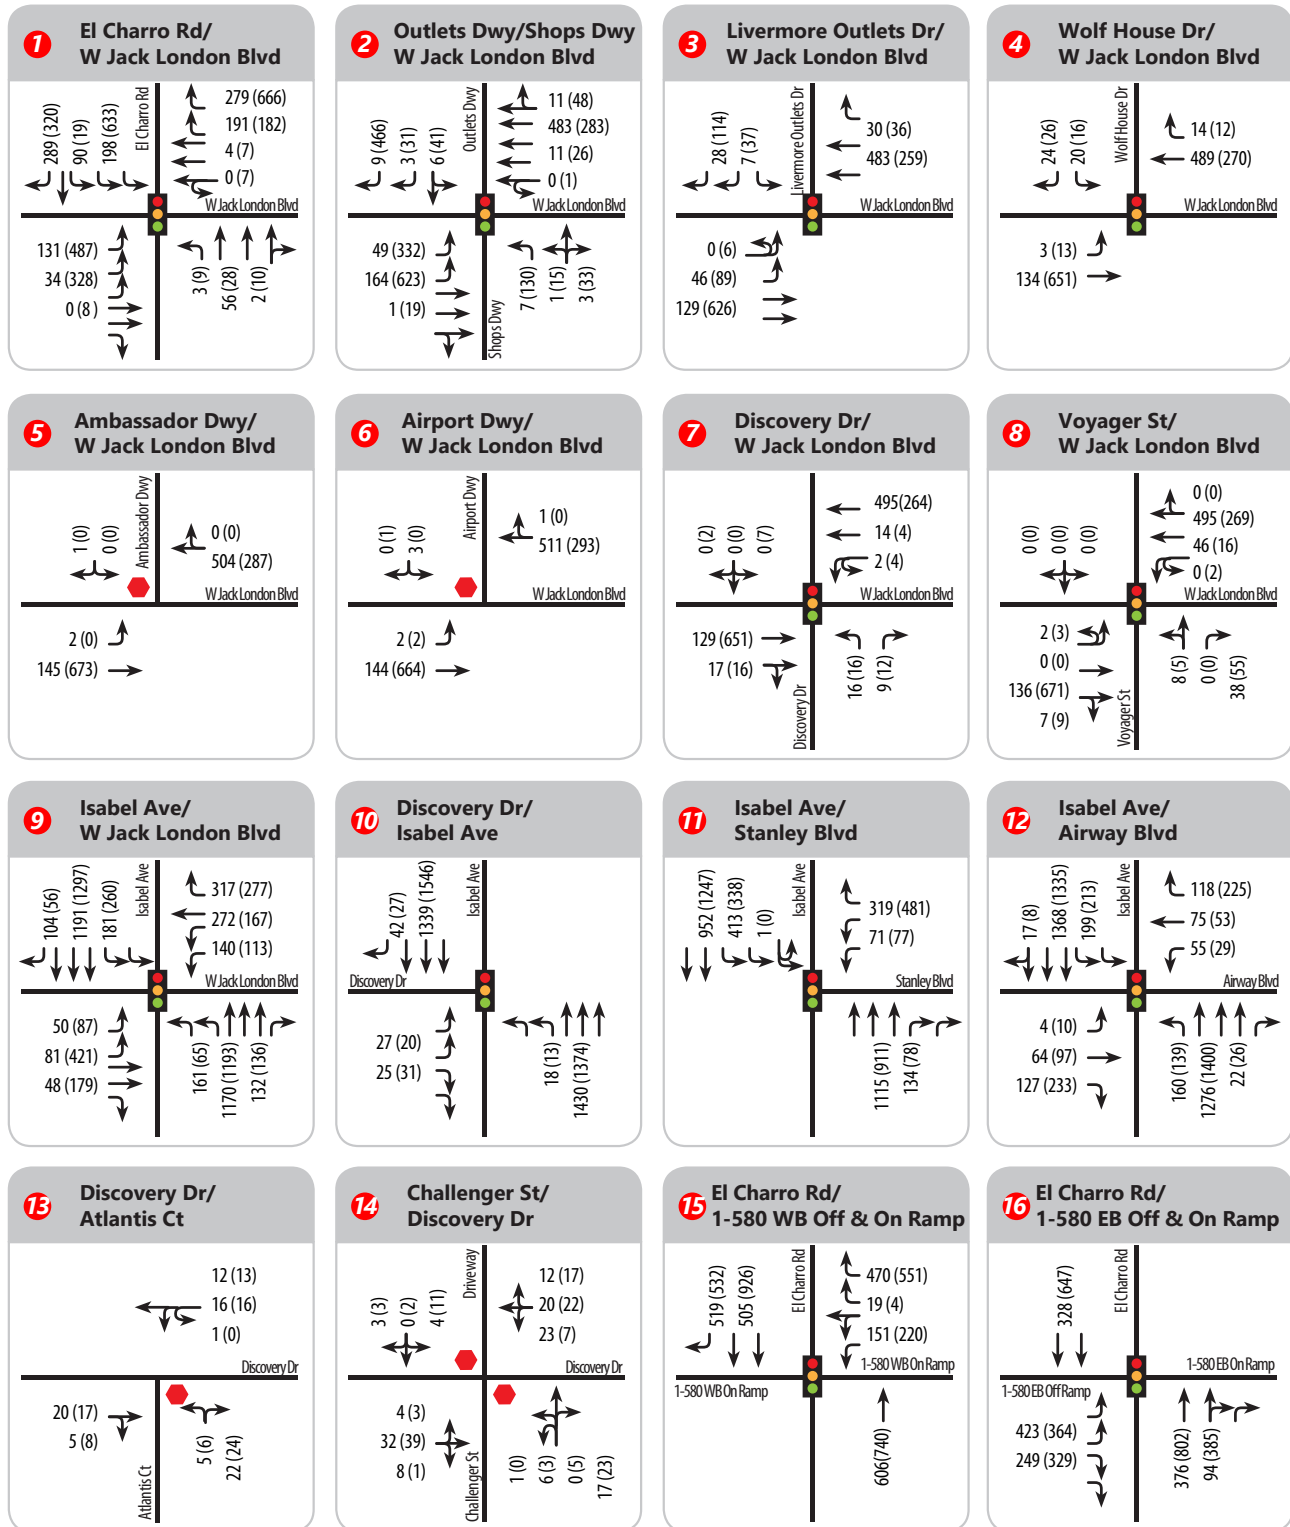 1 El Charro Rd/
W Jack London Blvd
289 (320)
90 (19)
198 (633)
El Charro Rd
279 (666)
191 (182)
4 (7)
0 (7)
W Jack London Blvd
131 (487)
34 (328)
0 (8)
3 (9)
56 (28)
2 (10)
2 Outlets Dwy/Shops Dwy
W Jack London Blvd
9 (466)
3 (31)
6 (41)
Outlets Dwy
11 (48)
483 (283)
11 (26)
0 (1)
W Jack London Blvd
49 (332)
164 (623)
1 (19)
Shops Dwy
7 (130)
1 (15)
3 (33)
3 Livermore Outlets Dr/
W Jack London Blvd
28 (114)
7 (37)
Livermore Outlets Dr
30 (36)
483 (259)
W Jack London Blvd
0 (6)
46 (89)
129 (626)
4 Wolf House Dr/
W Jack London Blvd
24 (26)
20 (16)
Wolf House Dr
14 (12)
489 (270)
W Jack London Blvd
3 (13)
134 (651)
5 Ambassador Dwy/
W Jack London Blvd
1 (0)
0 (0)
Ambassador Dwy
0 (0)
504 (287)
W Jack London Blvd
2 (0)
145 (673)
6 Airport Dwy/
W Jack London Blvd
0 (1)
3 (0)
Airport Dwy
1 (0)
511 (293)
W Jack London Blvd
2 (2)
144 (664)
7 Discovery Dr/
W Jack London Blvd
0 (2)
0 (0)
0 (7)
495(264)
14 (4)
2 (4)
W Jack London Blvd
129 (651)
17 (16)
Discovery Dr
16 (16)
9 (12)
8 Voyager St/
W Jack London Blvd
0 (0)
0 (0)
0 (0)
0 (0)
495 (269)
46 (16)
0 (2)
W Jack London Blvd
2 (3)
0 (0)
136 (671)
7 (9)
Voyager St
8 (5)
0 (0)
38 (55)
9 Isabel Ave/
W Jack London Blvd
104 (56)
1191 (1297)
181 (260)
Isabel Ave
317 (277)
272 (167)
140 (113)
W Jack London Blvd
50 (87)
81 (421)
48 (179)
161 (65)
1170 (1193)
132 (136)
10 Discovery Dr/
Isabel Ave
42 (27)
1339 (1546)
Isabel Ave
Discovery Dr
27 (20)
25 (31)
18 (13)
1430 (1374)
11 Isabel Ave/
Stanley Blvd
952 (1247)
413 (338)
1 (0)
Isabel Ave
319 (481)
71 (77)
Stanley Blvd
1115 (911)
134 (78)
12 Isabel Ave/
Airway Blvd
17 (8)
1368 (1335)
199 (213)
Isabel Ave
118 (225)
75 (53)
55 (29)
Airway Blvd
4 (10)
64 (97)
127 (233)
160 (139)
1276 (1400)
22 (26)
13 Discovery Dr/
Atlantis Ct
12 (13)
16 (16)
1 (0)
Discovery Dr
20 (17)
5 (8)
Atlantis Ct
5 (6)
22 (24)
14 Challenger St/
Discovery Dr
3 (3)
0 (2)
4 (11)
Driveway
12 (17)
20 (22)
23 (7)
Discovery Dr
4 (3)
32 (39)
8 (1)
Challenger St
1 (0)
6 (3)
0 (5)
17 (23)
15 El Charro Rd/
1-580 WB Off & On Ramp
519 (532)
505 (926)
El Charro Rd
470 (551)
19 (4)
151 (220)
1-580 WB On Ramp
1-580 WB On Ramp
606(740)
16 El Charro Rd/
1-580 EB Off & On Ramp
328 (647)
El Charro Rd
1-580 EB On Ramp
1-580 EB Off Ramp
423 (364)
249 (329)
376 (802)
94 (385)